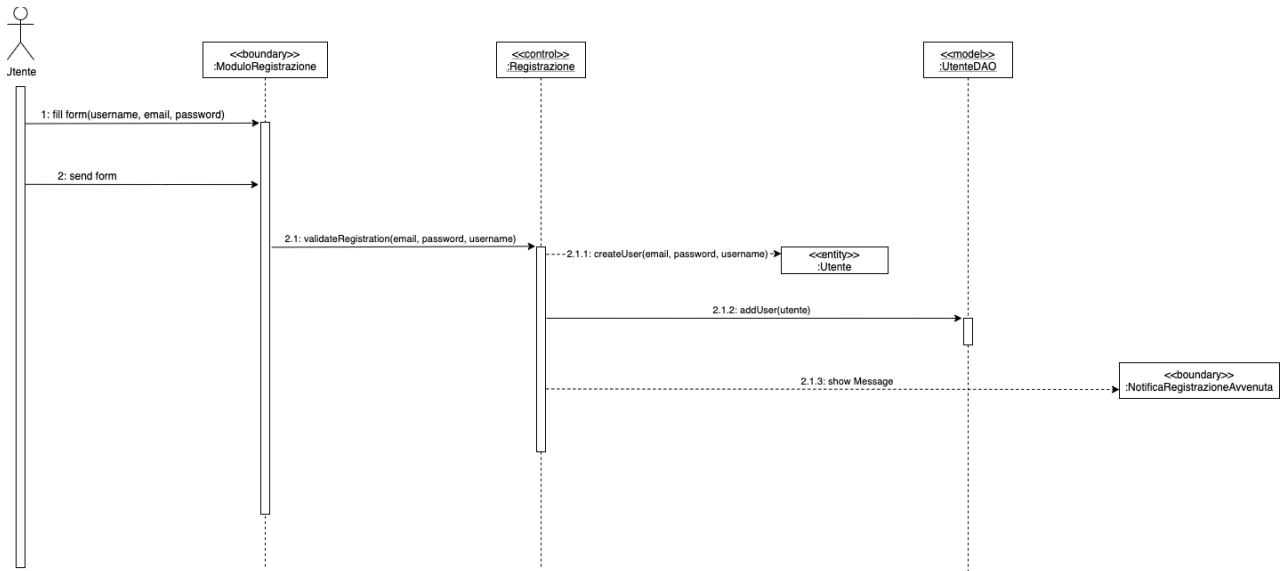 Utente
<<boundary>>
:ModuloRegistrazione
<<control>>
:Registrazione
<<model>>
:UtenteDAO
1: fill form(username, email, password)
2: send form
2.1: validateRegistration(email, password, username)
2.1.1: createUser(email, password, username)
<<entity>>
:Utente
2.1.2: addUser(utente)
2.1.3: show Message
<<boundary>>
:NotificaRegistrazioneAvvenuta